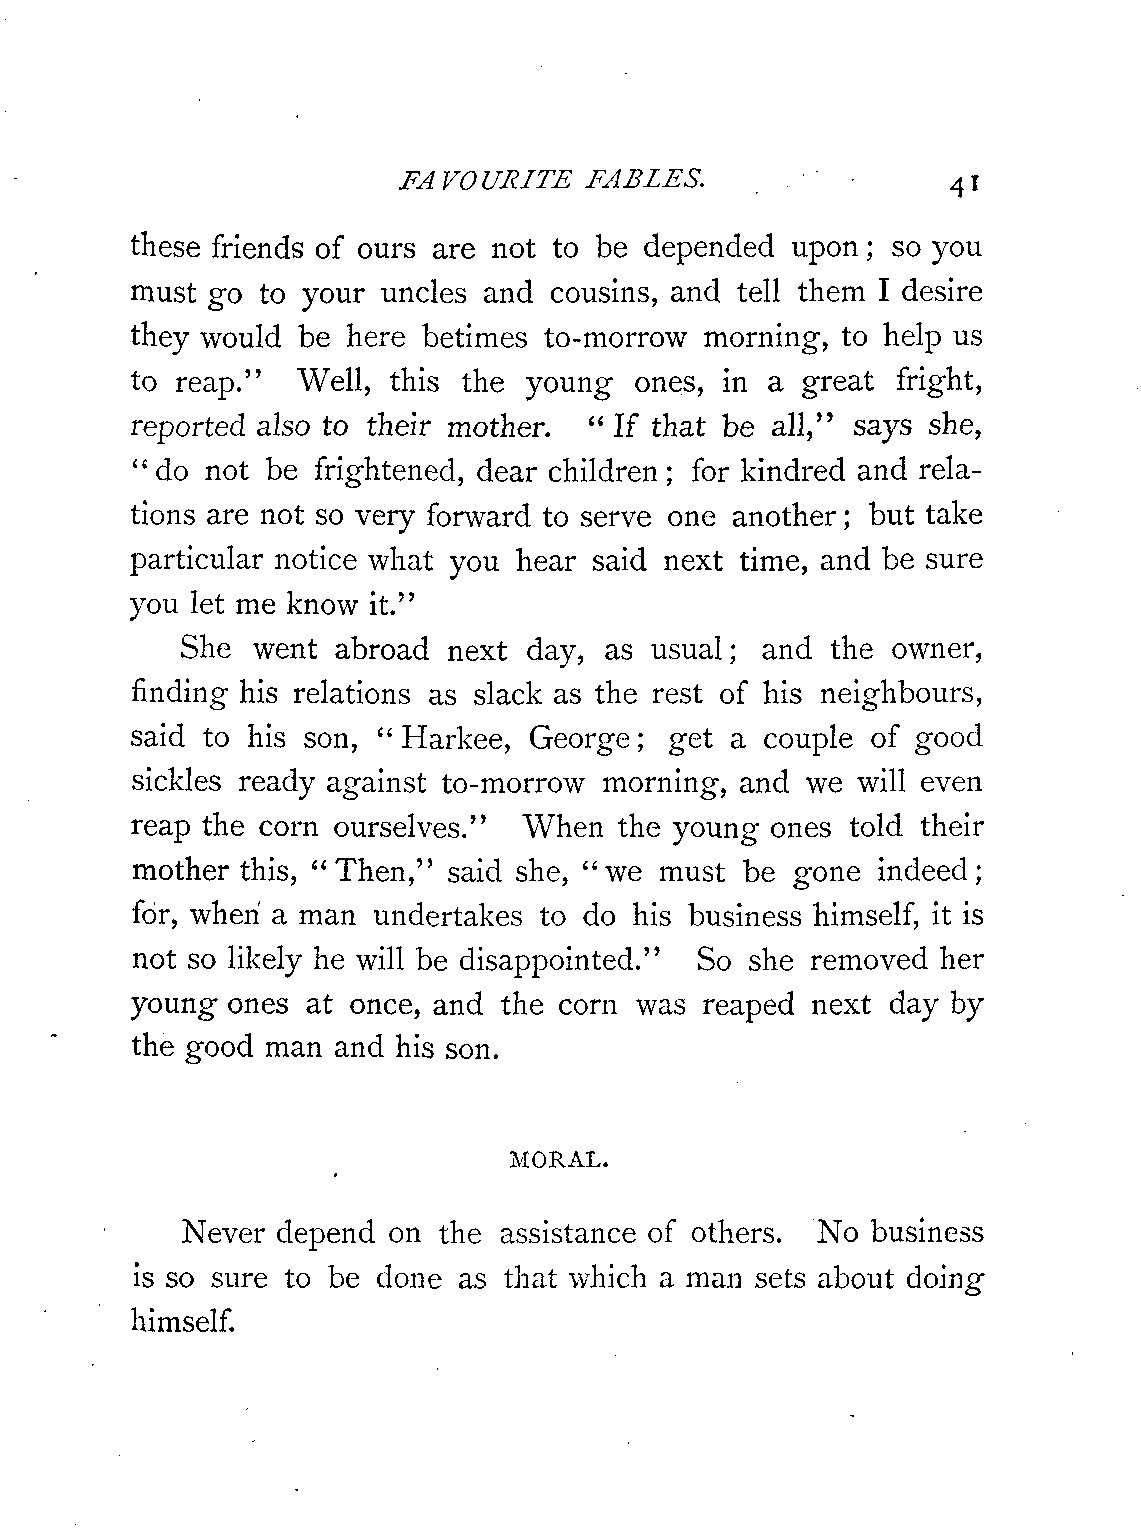 FAVOURITE FABLES. 41
these friends of ours are not to be depended upon; so you
must go to your uncles and cousins, and tell them I desire
they would be here betimes to-morrow morning, to help us
to reap." Well, this the young ones, in a great fright,
reported also to their mother. "If that be all," says she,
"do not be frightened, dear children; for kindred and rela-
tions are not so very forward to serve one another; but take
particular notice what you hear said next time, and be sure
you let me know it."
She went abroad next day, as usual; and the owner,
finding his relations as slack as the rest of his neighbours,
said to his son, "Harkee, George; get a couple of good
sickles ready against to-morrow morning, and we will even
reap the corn ourselves." When the young ones told their
mother this, "Then," said she, "we must be gone indeed;
for, when a man undertakes to do his business himself, it is
not so likely he will be disappointed." So she removed her
young ones at once, and the corn was reaped next day by
the good man and his son.
MORAL.
Never depend on the assistance of others. No business
is so sure to be done as that which a man sets about doing
himself.